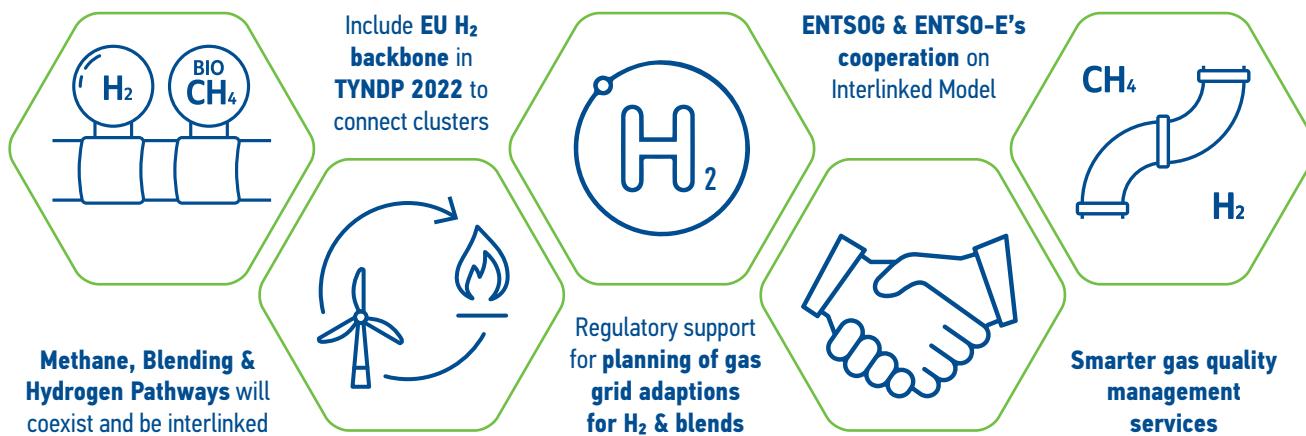 H₂
BIO
CH₄
Methane, Blending &
Hydrogen Pathways will
coexist and be interlinked
Include EU H₂
backbone in
TYNDP 2022 to
connect clusters
H₂
Regulatory support
for planning of gas
grid adaptions
for H₂ & blends
ENTSOG & ENTSO-E's
cooperation on
Interlinked Model
CH₄
H₂
Smarter gas quality
management
services